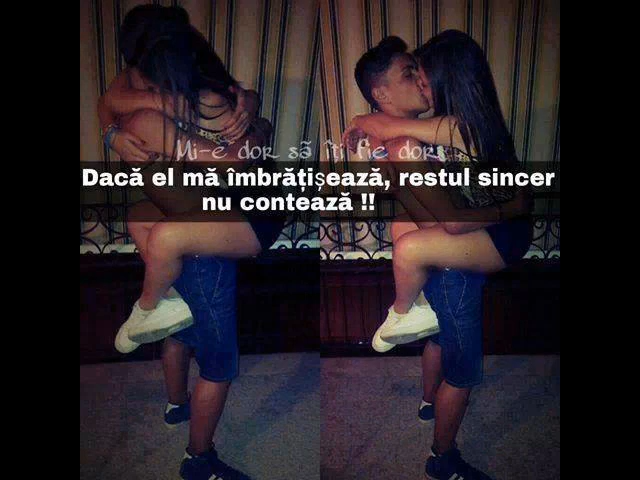 Mi-e dor să îți fie dor
Dacă el mă îmbrățișează, restul sincer
nu contează !!